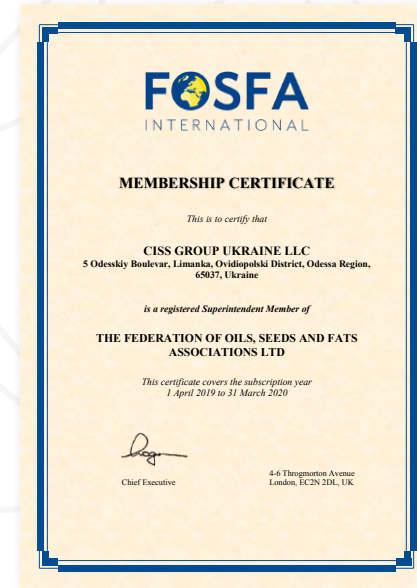 FOSFA
INTERNATIONAL
MEMBERSHIP CERTIFICATE
This is to certify that
CISS GROUP UKRAINE LLC
5 Odesskiy Boulevar, Limanka, Ovidiopolski District, Odessa Region,
65037, Ukraine
is a registered Superintendent Member of
THE FEDERATION OF OILS, SEEDS AND FATS
ASSOCIATIONS LTD
This certificate covers the subscription year
1 April 2019 to 31 March 2020
Chief Executive
4-6 Throgmorton Avenue
London, EC2N 2DL, UK